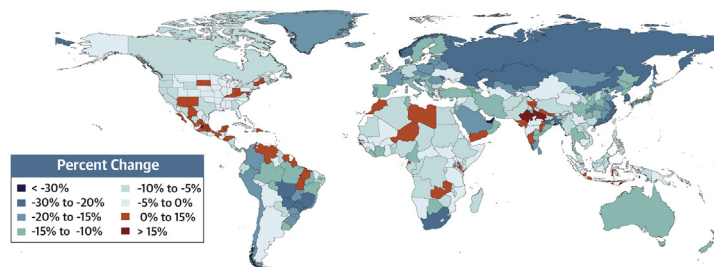 Percent Change
< -30%
-30% to -20%
-20% to -15%
-15% to -10%
-10% to -5%
-5% to 0%
0% to 15%
> 15%